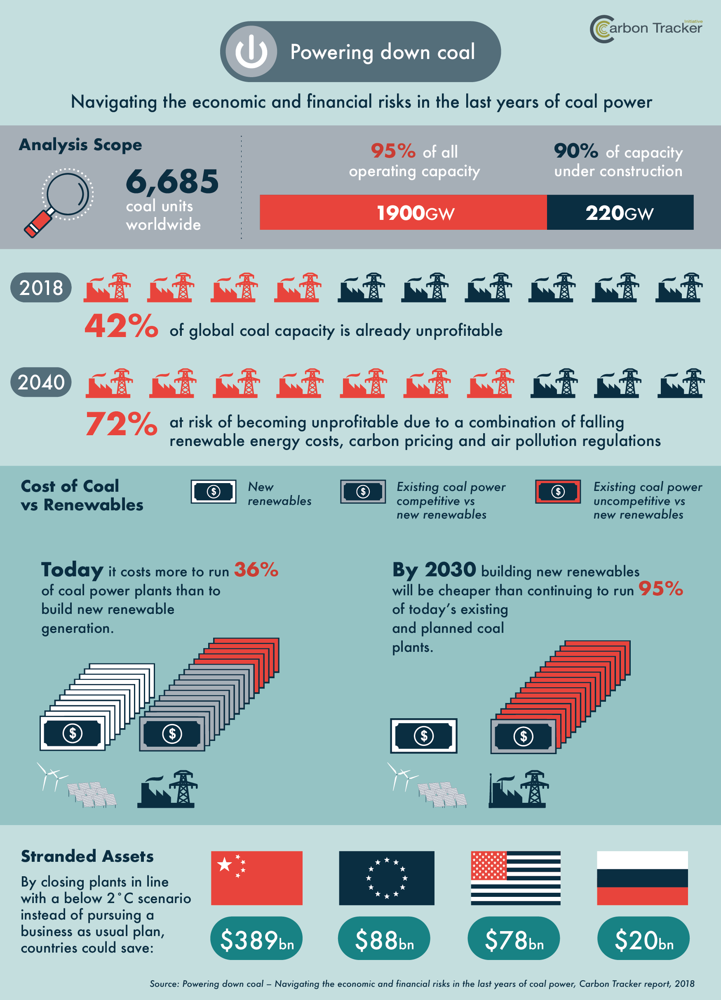 Carbon Tracker
Initiative
Powering down coal
Navigating the economic and financial risks in the last years of coal power
Analysis Scope
6,685
coal units
worldwide
95% of all
operating capacity
90% of capacity
under construction
1900GW
220GW
2018
42% of global coal capacity is already unprofitable
2040
72% at risk of becoming unprofitable due to a combination of falling
renewable energy costs, carbon pricing and air pollution regulations
Cost of Coal
vs Renewables
$
New
renewables
$
Existing coal power
competitive vs
new renewables
$
Existing coal power
uncompetitive vs
new renewables
Today it costs more to run 36%
of coal power plants than to
build new renewable
generation.
By 2030 building new renewables
will be cheaper than continuing to run 95%
of today's existing
and planned coal
plants.
$
$
$
$
Stranded Assets
By closing plants in line
with a below 2°C scenario
instead of pursuing a
business as usual plan,
countries could save:
$389bn
$88bn
$78bn
$20bn
Source: Powering down coal – Navigating the economic and financial risks in the last years of coal power, Carbon Tracker report, 2018